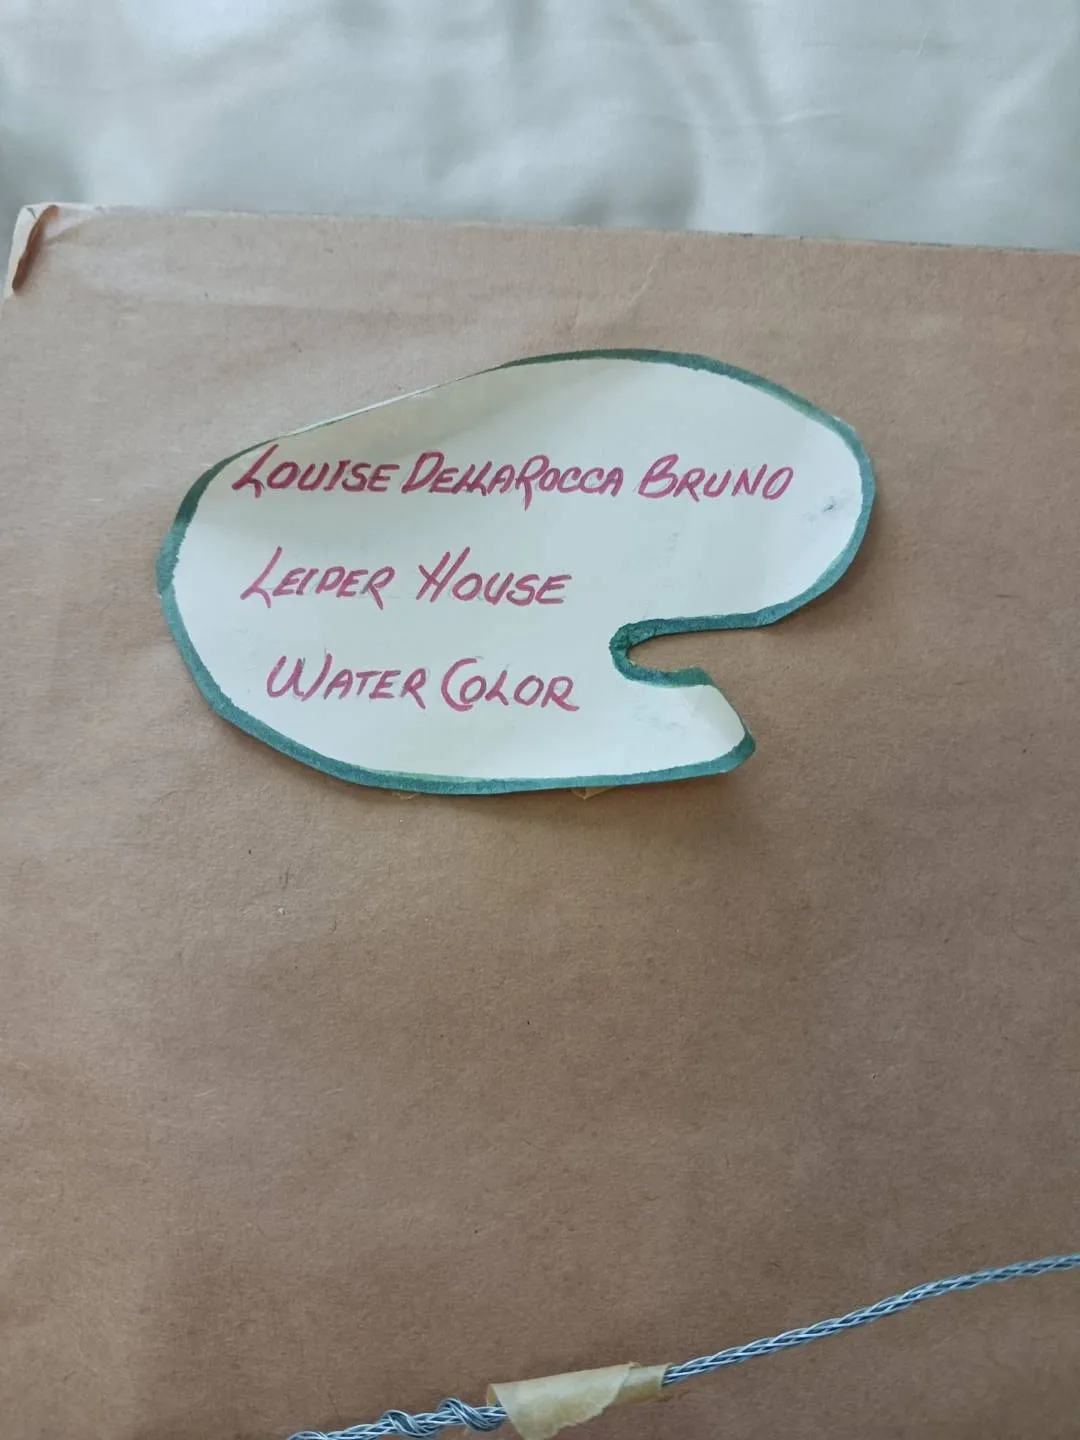 LOUISE DELLAROCCA BRUNO
LEIPER HOUSE
WATER COLOR